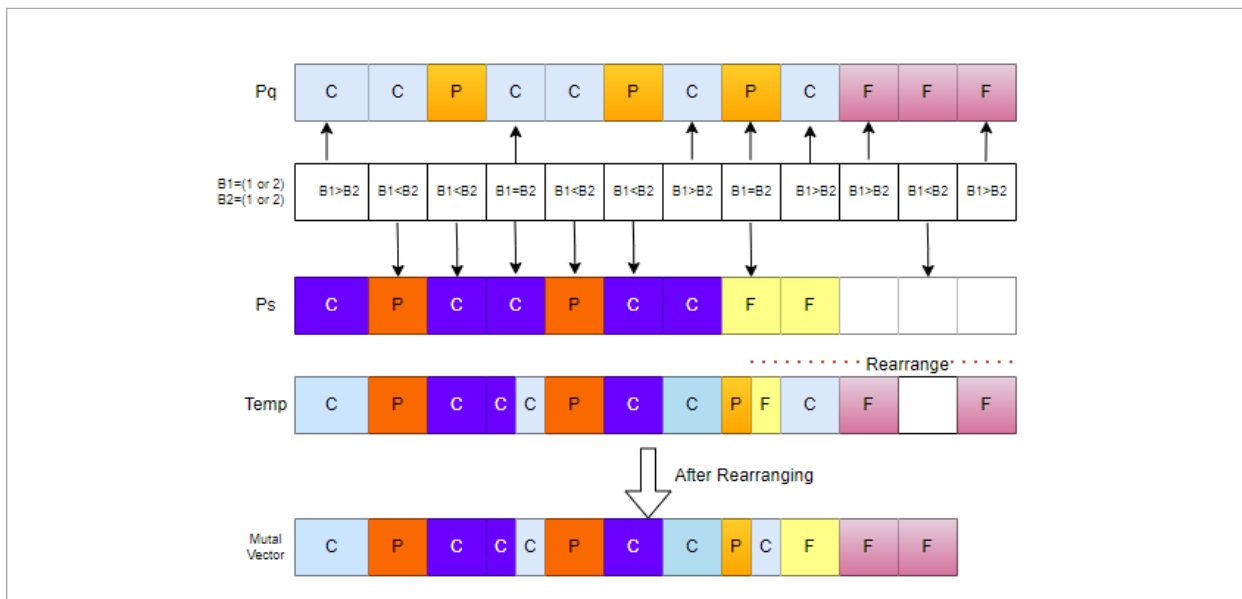 Pq C C P C C P C P C F F F
B1=(1 or 2)
B2=(1 or 2)
B1>B2 B1<B2 B1<B2 B1=B2 B1<B2 B1<B2 B1>B2 B1=B2 B1>B2 B1>B2 B1<B2 B1>B2
Ps C P C C P C C F F
Rearrange
Temp C P C C C P C C P F C F F
After Rearranging
Mutal
Vector
C P C C C P C C P C F F F